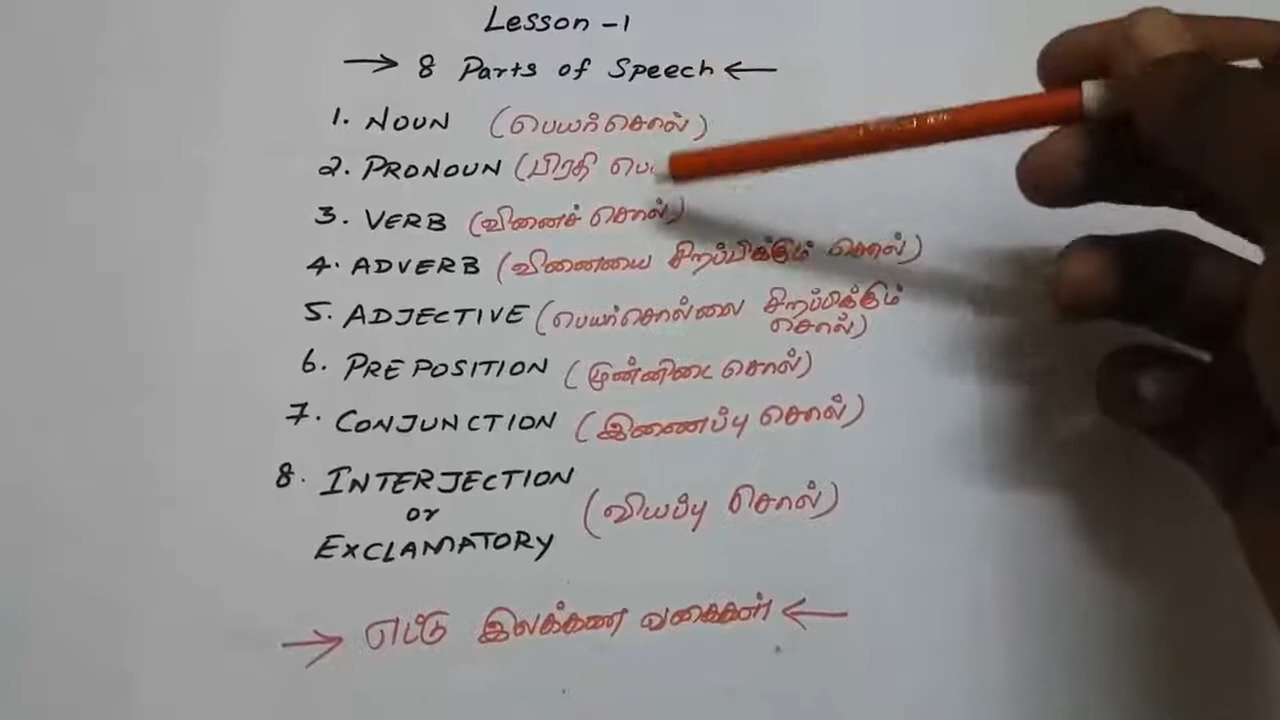 Lesson -1
→ 8 Parts of Speech ←
1. NOUN (பெயர்சொல்)
2. PRONOUN (பிரதி
3. VERB (வினைச் சொல்)
4. ADVERB (வினையை சிறப்பிக்கும் சொல்)
5. ADJECTIVE (பெயர்சொல்லை சிறப்பிக்கும்
சொல்)
6. PREPOSITION (முன்னிடை சொல்)
7. CONJUNCTION (இணைப்பு சொல்)
8. INTERJECTION
or
EXCLAMATORY (வியப்பு சொல்)
→ எட்டு இலக்கண வகைகள் ←